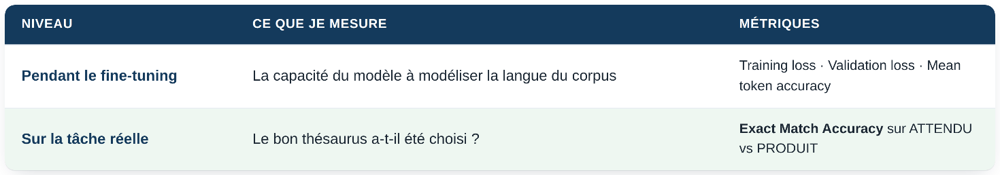 NIVEAU
CE QUE JE MESURE
MÉTRIQUES
Pendant le fine-tuning
La capacité du modèle à modéliser la langue du corpus
Training loss · Validation loss · Mean
token accuracy
Sur la tâche réelle
Le bon thésaurus a-t-il été choisi ?
Exact Match Accuracy sur ATTENDU
vs PRODUIT